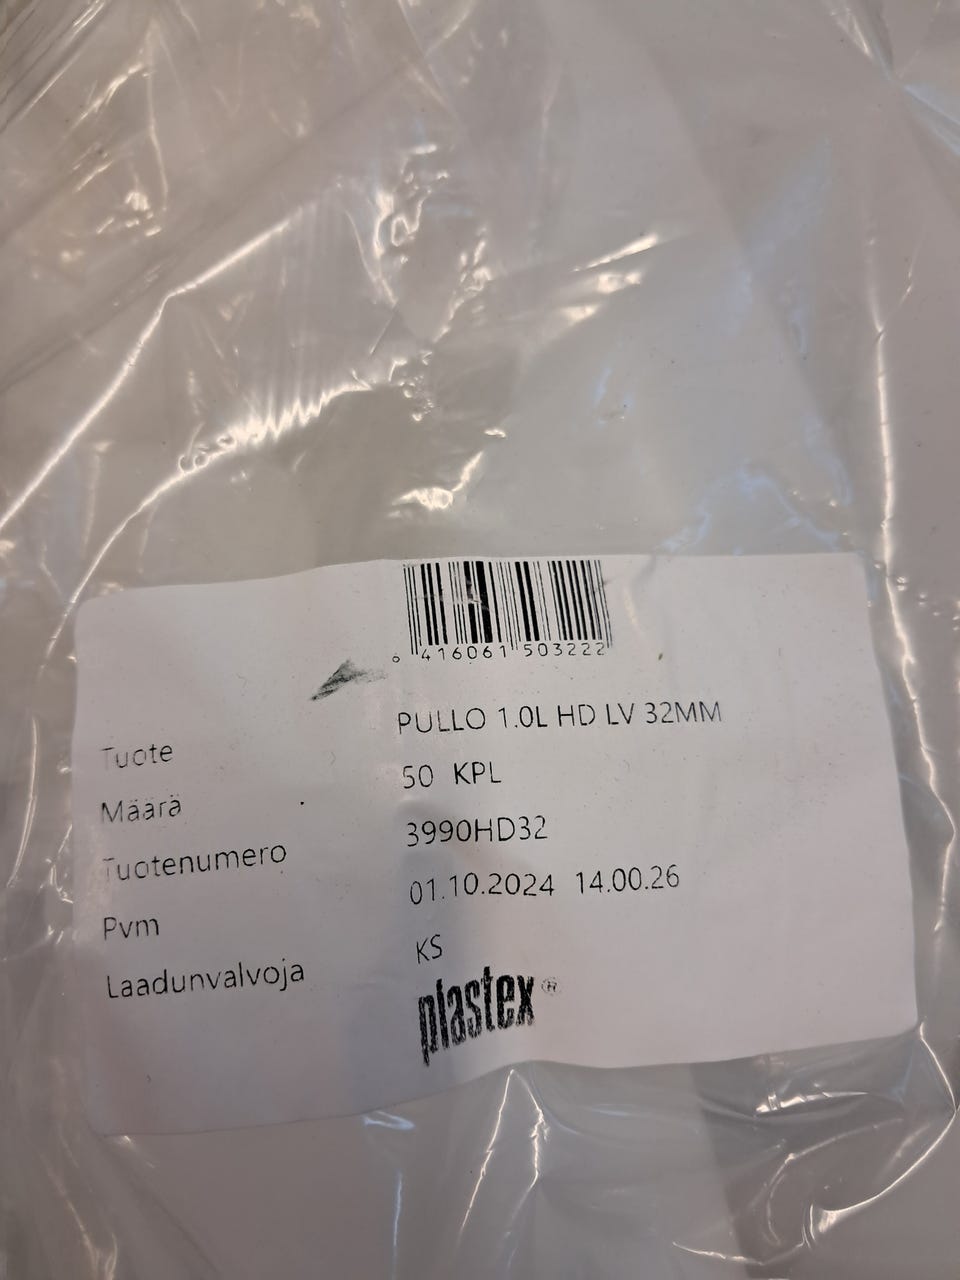 6 416061 503222
Tuote PULLO 1.0L HD LV 32MM
Määrä 50 KPL
Tuotenumero 3990HD32
Pvm 01.10.2024 14.00.26
Laadunvalvoja KS
plastex®